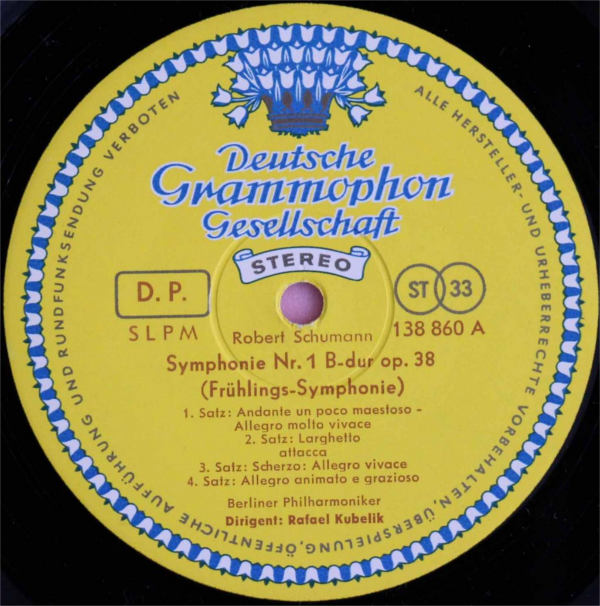 Deutsche
Grammophon
Gesellschaft
STEREO
D. P.
ST 33
SLPM
Robert Schumann
138 860 A
Symphonie Nr. 1 B-dur op. 38
(Frühlings-Symphonie)
1. Satz: Andante un poco maestoso -
Allegro molto vivace
2. Satz: Larghetto
attacca
3. Satz: Scherzo: Allegro vivace
4. Satz: Allegro animato e grazioso
Berliner Philharmoniker
Dirigent: Rafael Kubelik
ALLE HERSTELLER- UND URHEBERRECHTE VORBEHALTEN, ÜBERSPIELUNG, ÖFFENTLICHE AUFFÜHRUNG UND RUNDFUNKSENDUNG VERBOTEN